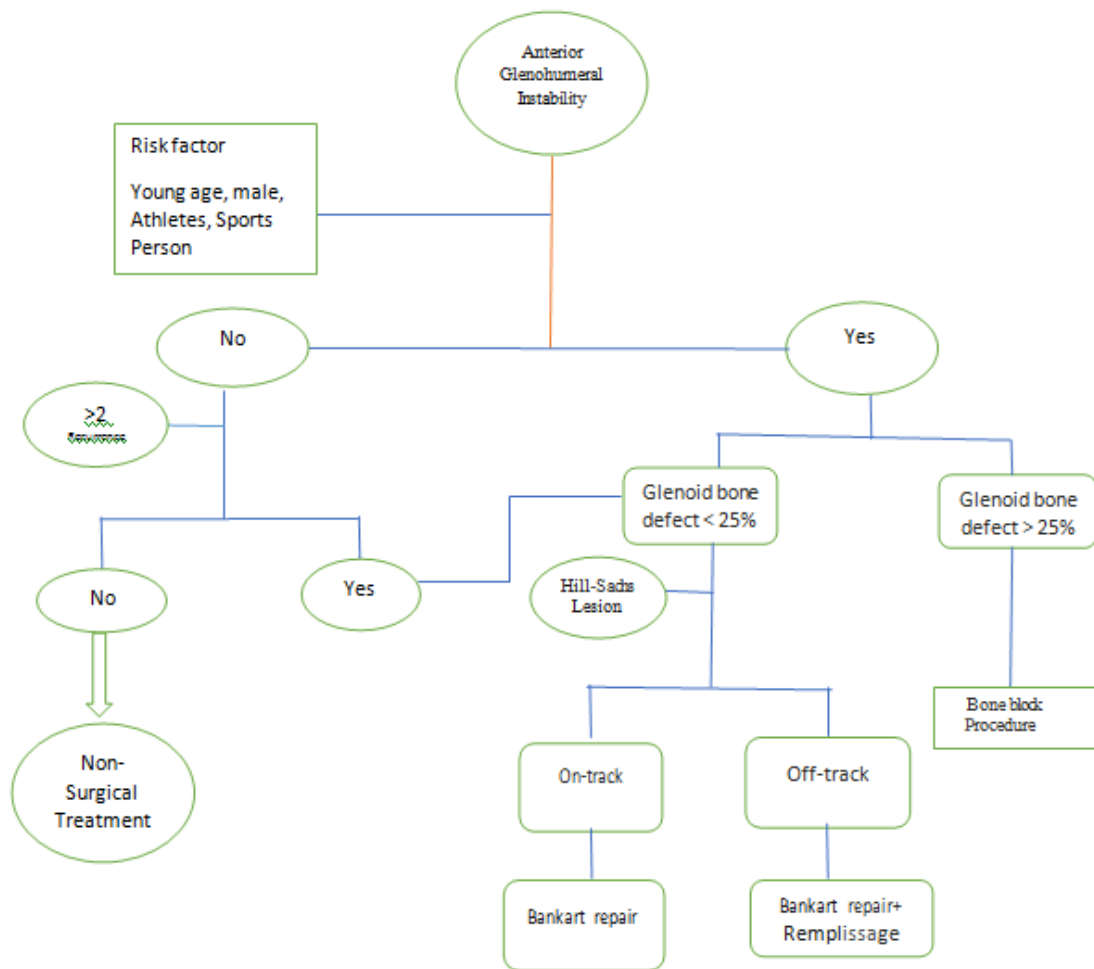 Anterior
Glenohumeral
Instability
Risk factor
Young age, male,
Athletes, Sports
Person
No
Yes
>2
Glenoid bone
defect < 25%
Glenoid bone
defect > 25%
No
Yes
Hill-Sachs
Lesion
Bone block
Procedure
Non-
Surgical
Treatment
On-track
Off-track
Bankart repair
Bankart repair+
Remplissage